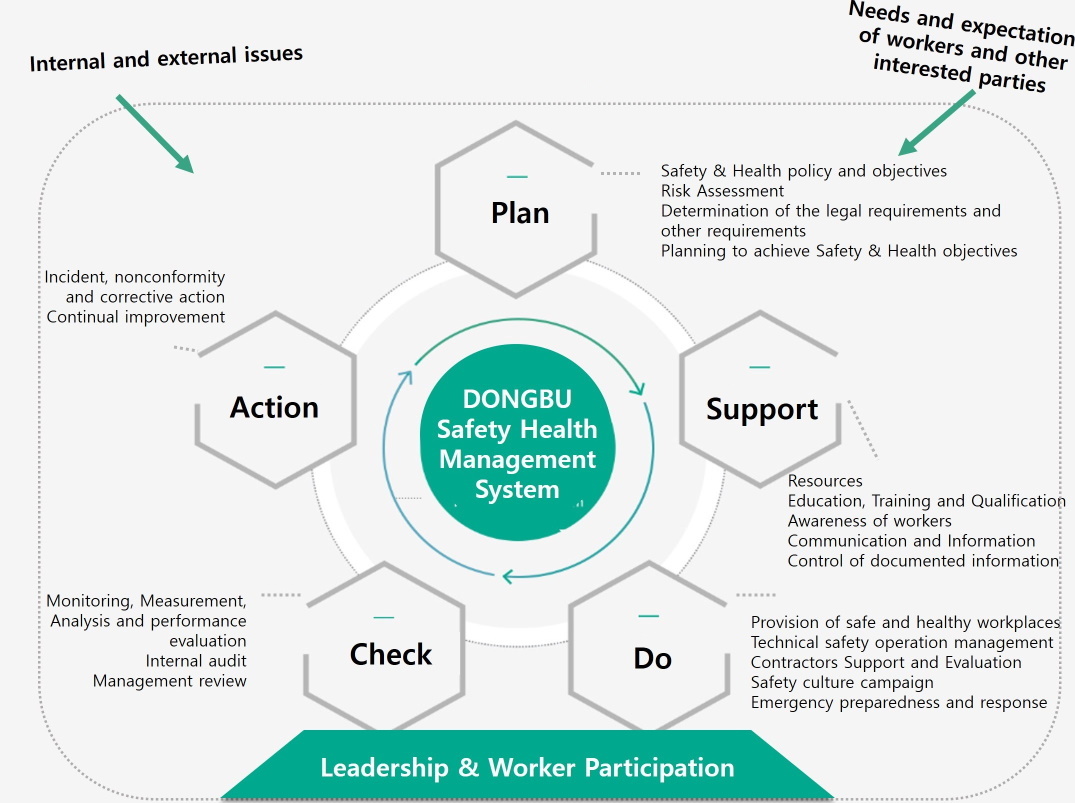 Internal and external issues
Needs and expectation
of workers and other
interested parties
Plan
Safety & Health policy and objectives
Risk Assessment
Determination of the legal requirements and
other requirements
Planning to achieve Safety & Health objectives
Incident, nonconformity
and corrective action
Continual improvement
Action
DONGBU
Safety Health
Management
System
Support
Resources
Education, Training and Qualification
Awareness of workers
Communication and Information
Control of documented information
Monitoring, Measurement,
Analysis and performance
evaluation
Internal audit
Management review
Check
Do
Provision of safe and healthy workplaces
Technical safety operation management
Contractors Support and Evaluation
Safety culture campaign
Emergency preparedness and response
Leadership & Worker Participation